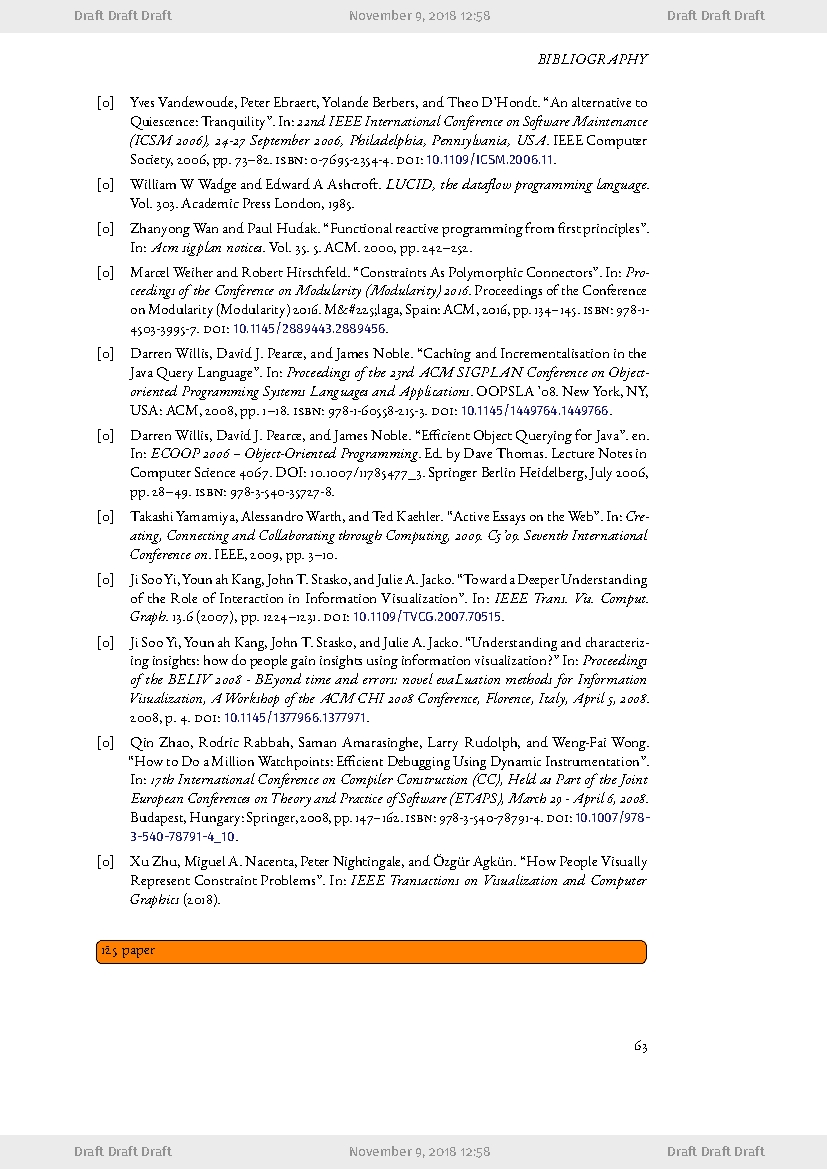 Draft Draft Draft November 9, 2018 12:58 Draft Draft Draft
BIBLIOGRAPHY
[0] Yves Vandewoude, Peter Ebraert, Yolande Berbers, and Theo D’Hondt. “An alternative to
Quiescence: Tranquility”. In: 22nd IEEE International Conference on Software Maintenance
(ICSM 2006), 24-27 September 2006, Philadelphia, Pennsylvania, USA. IEEE Computer
Society, 2006, pp. 73–82. ISBN: 0-7695-2354-4. DOI: 10.1109/ICSM.2006.11.
[0] William W Wadge and Edward A Ashcroft. LUCID, the dataflow programming language.
Vol. 303. Academic Press London, 1985.
[0] Zhanyong Wan and Paul Hudak. “Functional reactive programming from first principles”.
In: Acm sigplan notices. Vol. 35. 5. ACM. 2000, pp. 242–252.
[0] Marcel Weiher and Robert Hirschfeld. “Constraints As Polymorphic Connectors”. In: Pro-
ceedings of the Conference on Modularity (Modularity) 2016. Proceedings of the Conference
on Modularity (Modularity) 2016. M&#225;laga, Spain: ACM, 2016, pp. 134–145. ISBN: 978-1-
4503-3995-7. DOI: 10.1145/2889443.2889456.
[0] Darren Willis, David J. Pearce, and James Noble. “Caching and Incrementalisation in the
Java Query Language”. In: Proceedings of the 23rd ACM SIGPLAN Conference on Object-
oriented Programming Systems Languages and Applications. OOPSLA ’08. New York, NY,
USA: ACM, 2008, pp. 1–18. ISBN: 978-1-60558-215-3. DOI: 10.1145/1449764.1449766.
[0] Darren Willis, David J. Pearce, and James Noble. “Efficient Object Querying for Java”. en.
In: ECOOP 2006 – Object-Oriented Programming. Ed. by Dave Thomas. Lecture Notes in
Computer Science 4067. DOI: 10.1007/11785477_3. Springer Berlin Heidelberg, July 2006,
pp. 28–49. ISBN: 978-3-540-35727-8.
[0] Takashi Yamamiya, Alessandro Warth, and Ted Kaehler. “Active Essays on the Web”. In: Cre-
ating, Connecting and Collaborating through Computing, 2009. C5’09. Seventh International
Conference on. IEEE, 2009, pp. 3–10.
[0] Ji Soo Yi, Youn ah Kang, John T. Stasko, and Julie A. Jacko. “Toward a Deeper Understanding
of the Role of Interaction in Information Visualization”. In: IEEE Trans. Vis. Comput.
Graph. 13.6 (2007), pp. 1224–1231. DOI: 10.1109/TVCG.2007.70515.
[0] Ji Soo Yi, Youn ah Kang, John T. Stasko, and Julie A. Jacko. “Understanding and characteriz-
ing insights: how do people gain insights using information visualization?” In: Proceedings
of the BELIV 2008 - BEyond time and errors: novel evaLuation methods for Information
Visualization, A Workshop of the ACM CHI 2008 Conference, Florence, Italy, April 5, 2008.
2008, p. 4. DOI: 10.1145/1377966.1377971.
[0] Qin Zhao, Rodric Rabbah, Saman Amarasinghe, Larry Rudolph, and Weng-Fai Wong.
“How to Do a Million Watchpoints: Efficient Debugging Using Dynamic Instrumentation”.
In: 17th International Conference on Compiler Construction (CC), Held as Part of the Joint
European Conferences on Theory and Practice of Software (ETAPS), March 29 - April 6, 2008.
Budapest, Hungary: Springer, 2008, pp. 147–162. ISBN: 978-3-540-78791-4. DOI: 10.1007/978-
3-540-78791-4_10.
[0] Xu Zhu, Miguel A. Nacenta, Peter Nightingale, and Özgür Agkün. “How People Visually
Represent Constraint Problems”. In: IEEE Transactions on Visualization and Computer
Graphics (2018).
125 paper
63
Draft Draft Draft November 9, 2018 12:58 Draft Draft Draft